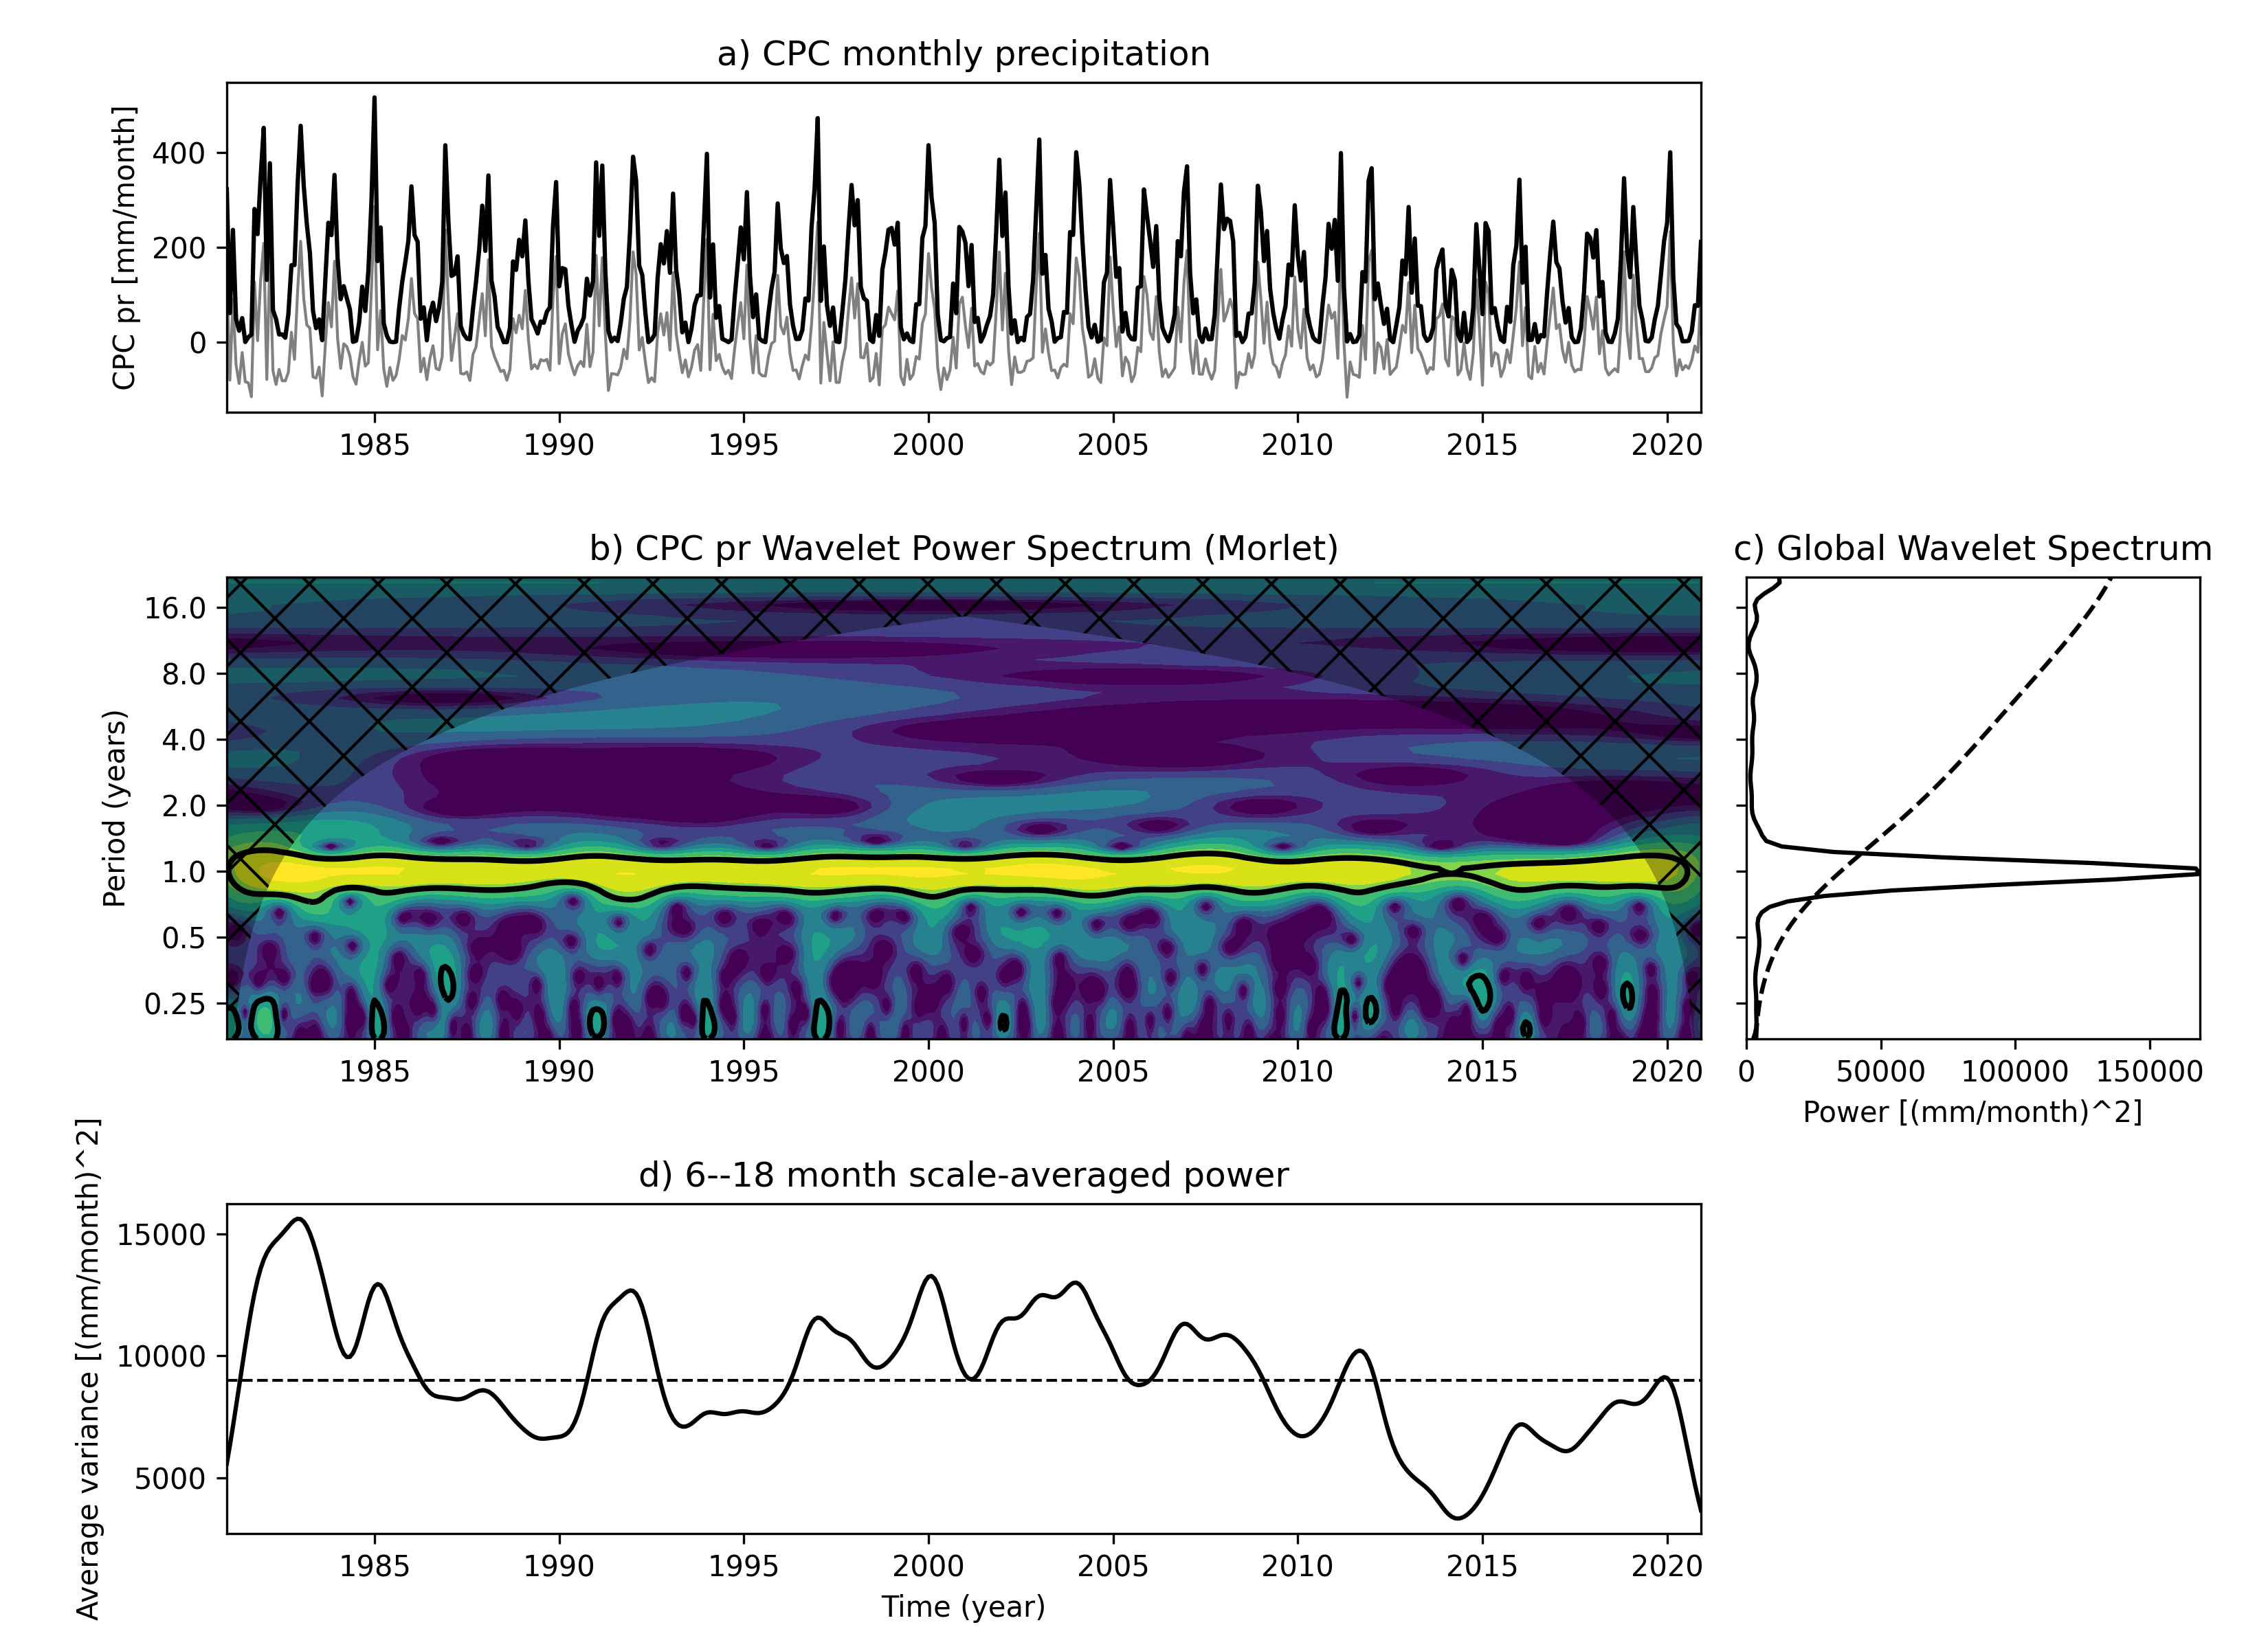 a) CPC monthly precipitation
CPC pr [mm/month]
400
200
0
1985 1990 1995 2000 2005 2010 2015 2020
b) CPC pr Wavelet Power Spectrum (Morlet)
Period (years)
16.0
8.0
4.0
2.0
1.0
0.5
0.25
1985 1990 1995 2000 2005 2010 2015 2020
c) Global Wavelet Spectrum
0 50000 100000 150000
Power [(mm/month)^2]
d) 6--18 month scale-averaged power
Average variance [(mm/month)^2]
15000
10000
5000
1985 1990 1995 2000 2005 2010 2015 2020
Time (year)